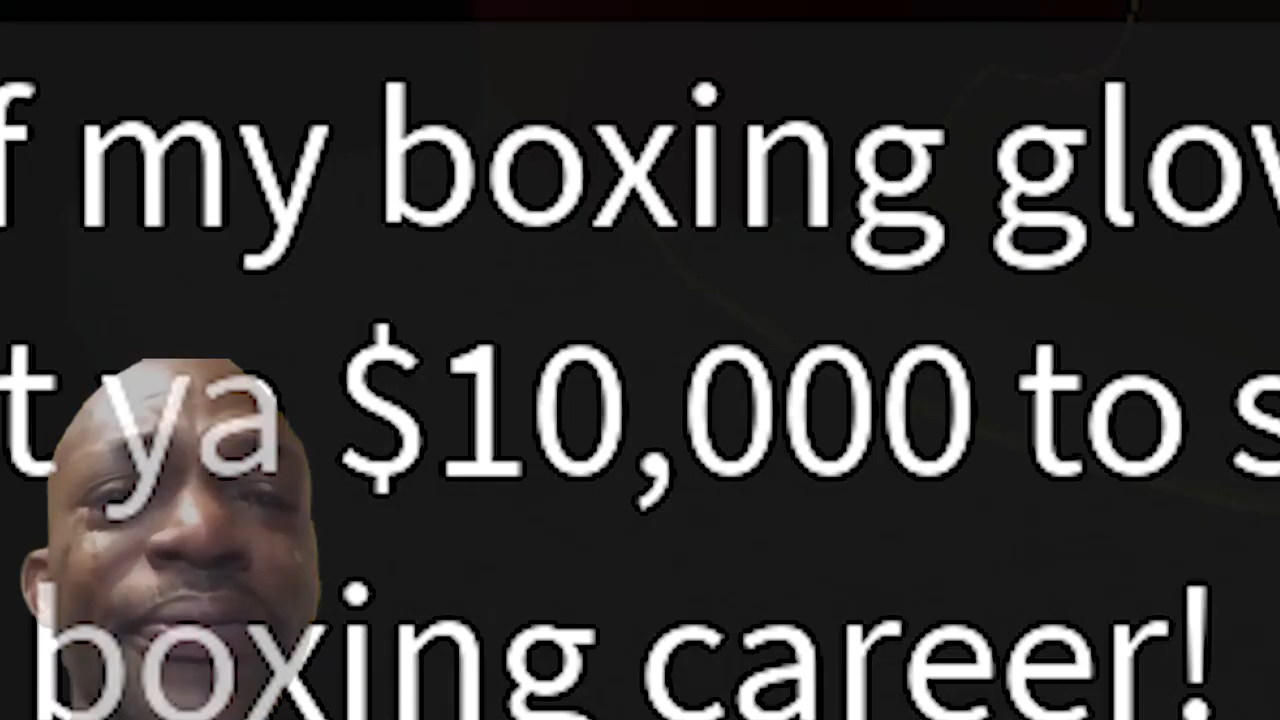 f my boxing glov
t ya $10,000 to s
boxing career!